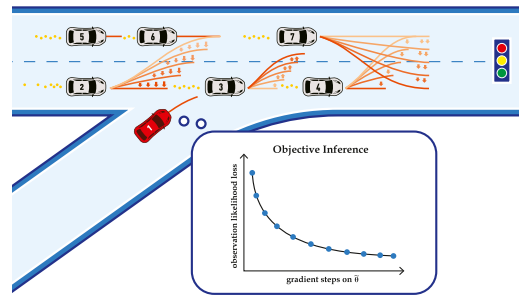 5
6
7
2
3
4
1
Objective Inference
observation likelihood loss
gradient steps on θ̃